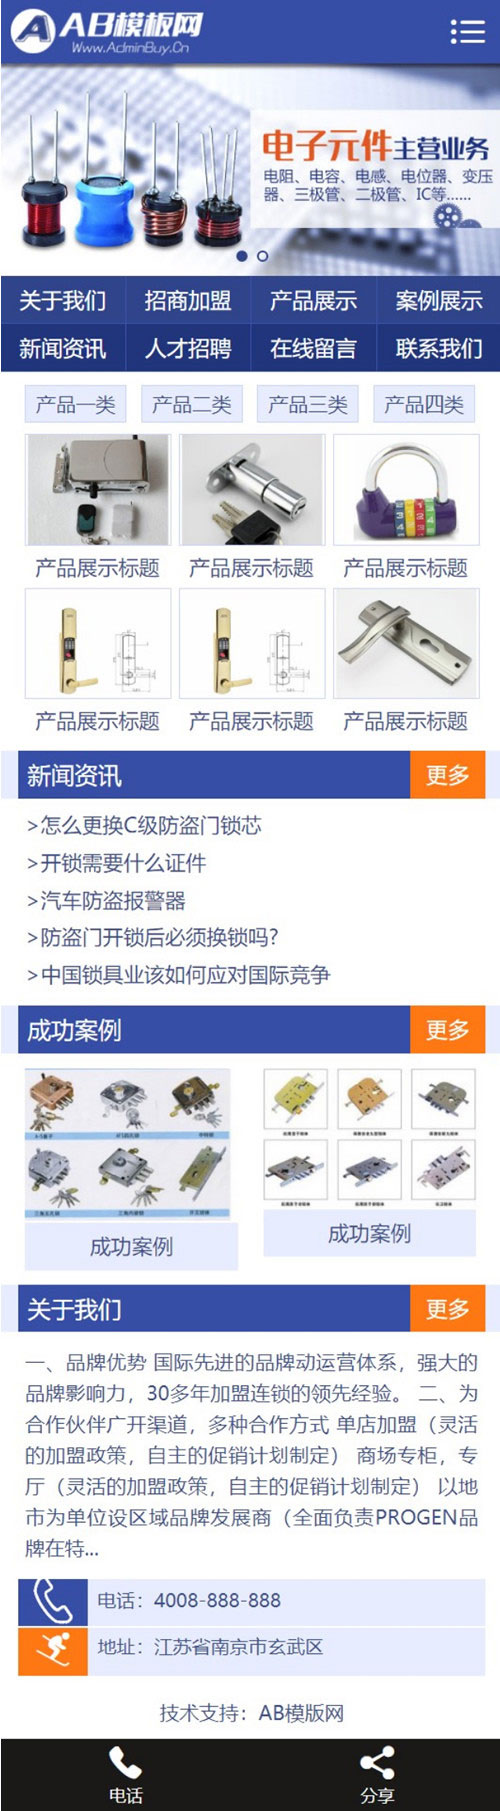 AB模板网
Www.AdminBuy.Cn
电子元件主营业务
电阻、电容、电感、电位器、变压
器、三极管、二极管、IC等......
关于我们 招商加盟 产品展示 案例展示
新闻资讯 人才招聘 在线留言 联系我们
产品一类 产品二类 产品三类 产品四类
产品展示标题 产品展示标题 产品展示标题
产品展示标题 产品展示标题 产品展示标题
新闻资讯 更多
>怎么更换C级防盗门锁芯
>开锁需要什么证件
>汽车防盗报警器
>防盗门开锁后必须换锁吗?
>中国锁具业该如何应对国际竞争
成功案例 更多
成功案例 成功案例
关于我们 更多
一、品牌优势 国际先进的品牌动运营体系，强大的
品牌影响力，30多年加盟连锁的领先经验。 二、为
合作伙伴广开渠道，多种合作方式 单店加盟（灵活
的加盟政策，自主的促销计划制定） 商场专柜，专
厅（灵活的加盟政策，自主的促销计划制定） 以地
市为单位设区域品牌发展商（全面负责PROGEN品
牌在特...
电话：4008-888-888
地址：江苏省南京市玄武区
技术支持：AB模版网
电话 分享